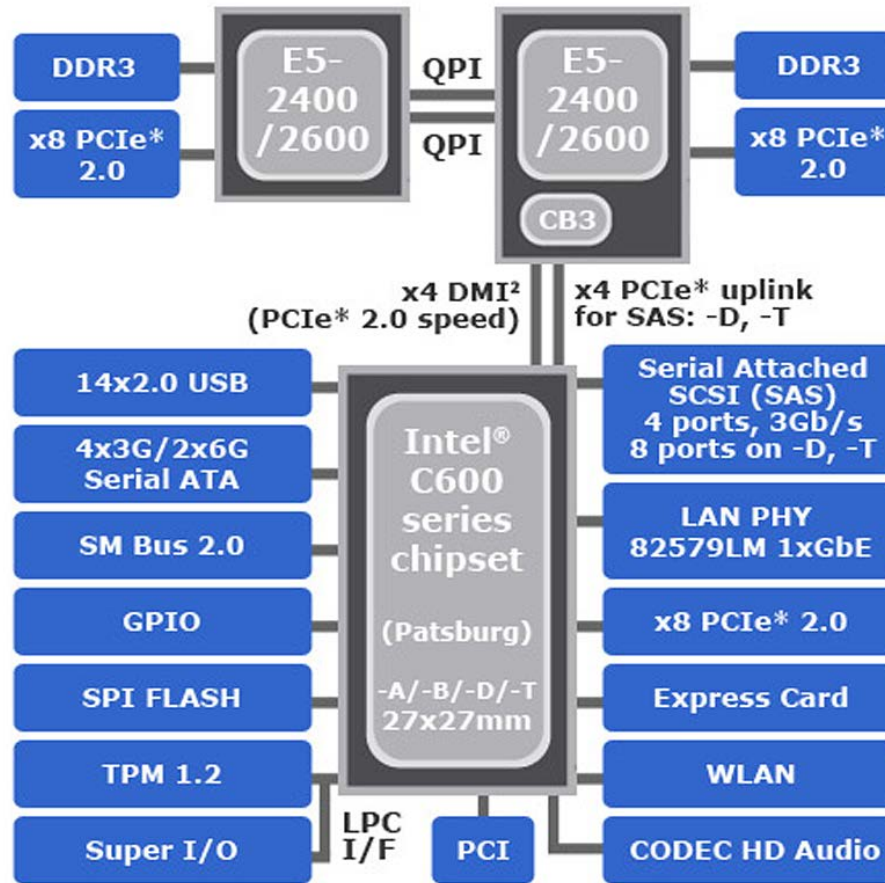 DDR3
x8 PCIe*
2.0
E5-
2400
/2600
QPI
QPI
E5-
2400
/2600
CB3
DDR3
x8 PCIe*
2.0
x4 DMI²
(PCIe* 2.0 speed)
x4 PCIe* uplink
for SAS: -D, -T
14x2.0 USB
4x3G/2x6G
Serial ATA
SM Bus 2.0
GPIO
SPI FLASH
TPM 1.2
Super I/O
LPC
I/F
Intel®
C600
series
chipset
(Patsburg)
-A/-B/-D/-T
27x27mm
PCI
Serial Attached
SCSI (SAS)
4 ports, 3Gb/s
8 ports on -D, -T
LAN PHY
82579LM 1xGbE
x8 PCIe* 2.0
Express Card
WLAN
CODEC HD Audio